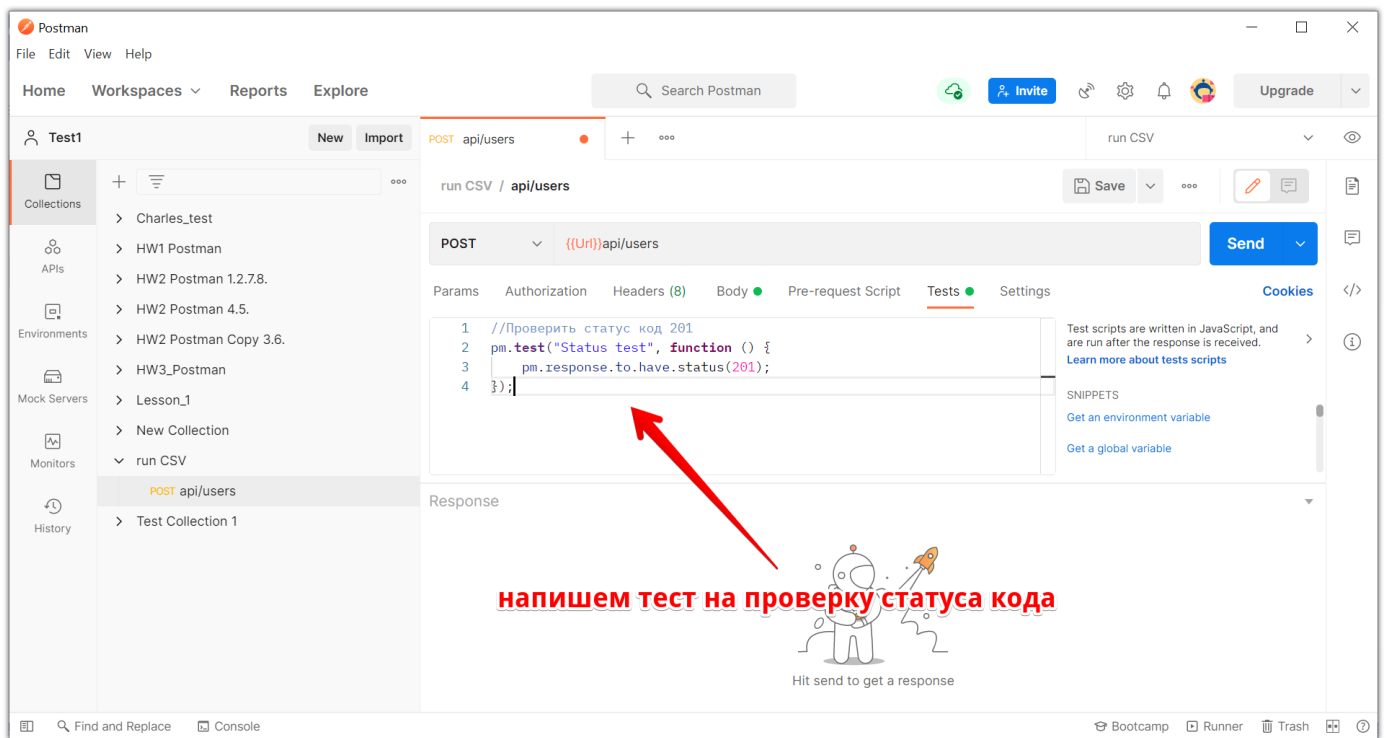 Postman
File Edit View Help
Home Workspaces Reports Explore Search Postman Invite Upgrade
Test1 New Import
POST api/users
run CSV
Collections
APIs
Environments
Mock Servers
Monitors
History
Charles_test
HW1 Postman
HW2 Postman 1.2.7.8.
HW2 Postman 4.5.
HW2 Postman Copy 3.6.
HW3_Postman
Lesson_1
New Collection
run CSV
POST api/users
Test Collection 1
run CSV / api/users Save
POST {{Url}}api/users Send
Params Authorization Headers (8) Body Pre-request Script Tests Settings Cookies
1 //Проверить статус код 201
2 pm.test("Status test", function () {
3 pm.response.to.have.status(201);
4 });
Test scripts are written in JavaScript, and
are run after the response is received.
Learn more about tests scripts
SNIPPETS
Get an environment variable
Get a global variable
Response
напишем тест на проверку статуса кода
Hit send to get a response
Find and Replace Console Bootcamp Runner Trash